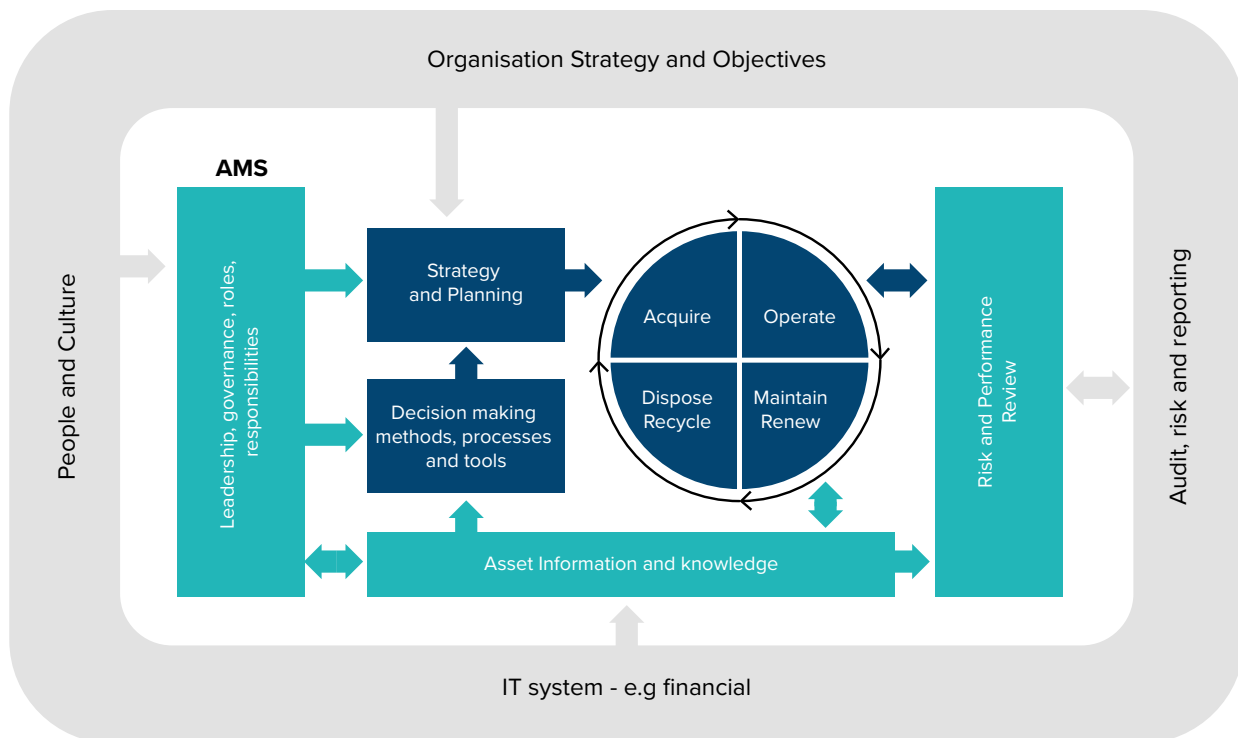 Organisation Strategy and Objectives
AMS
People and Culture
Leadership, governance, roles,
responsibilities
Strategy
and Planning
Decision making
methods, processes
and tools
Acquire
Operate
Dispose
Recycle
Maintain
Renew
Risk and Performance
Review
Audit, risk and reporting
Asset Information and knowledge
IT system - e.g financial